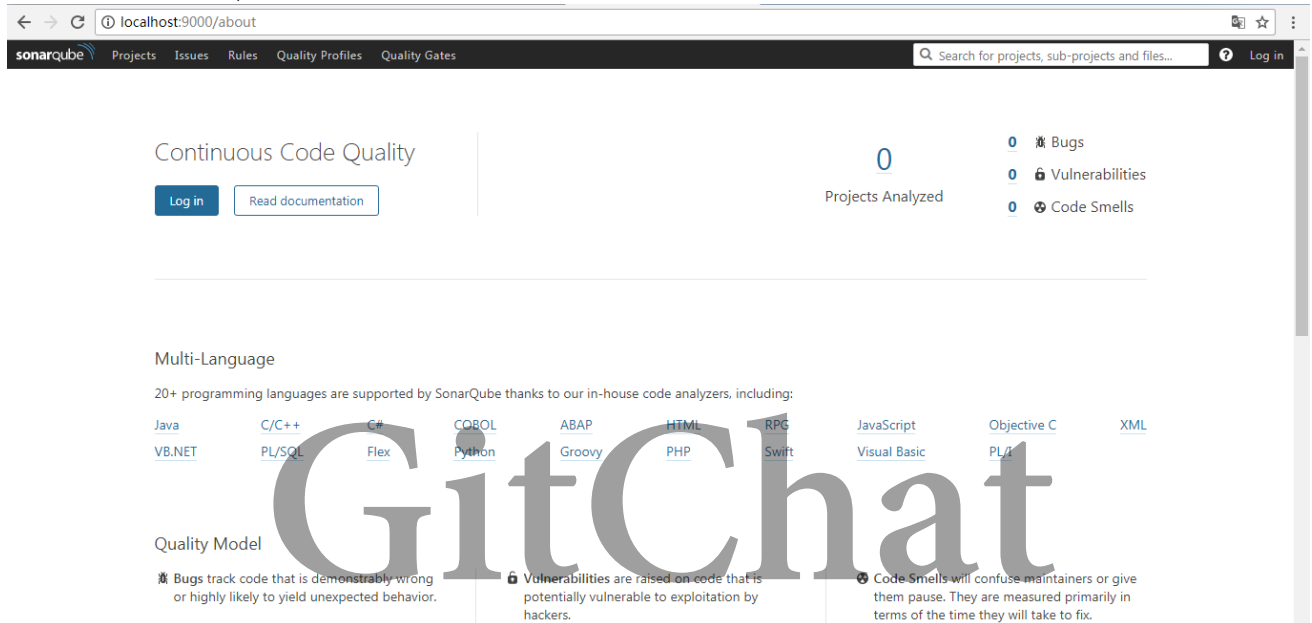 localhost:9000/about
sonarqube Projects Issues Rules Quality Profiles Quality Gates Search for projects, sub-projects and files... ? Log in
Continuous Code Quality
Log in Read documentation
0
Projects Analyzed
0 Bugs
0 Vulnerabilities
0 Code Smells
Multi-Language
20+ programming languages are supported by SonarQube thanks to our in-house code analyzers, including:
Java C/C++ C# COBOL ABAP HTML RPG JavaScript Objective C XML
VB.NET PL/SQL Flex Python Groovy PHP Swift Visual Basic PL/I
GitChat
Quality Model
Bugs track code that is demonstrably wrong
or highly likely to yield unexpected behavior.
Vulnerabilities are raised on code that is
potentially vulnerable to exploitation by
hackers.
Code Smells will confuse maintainers or give
them pause. They are measured primarily in
terms of the time they will take to fix.